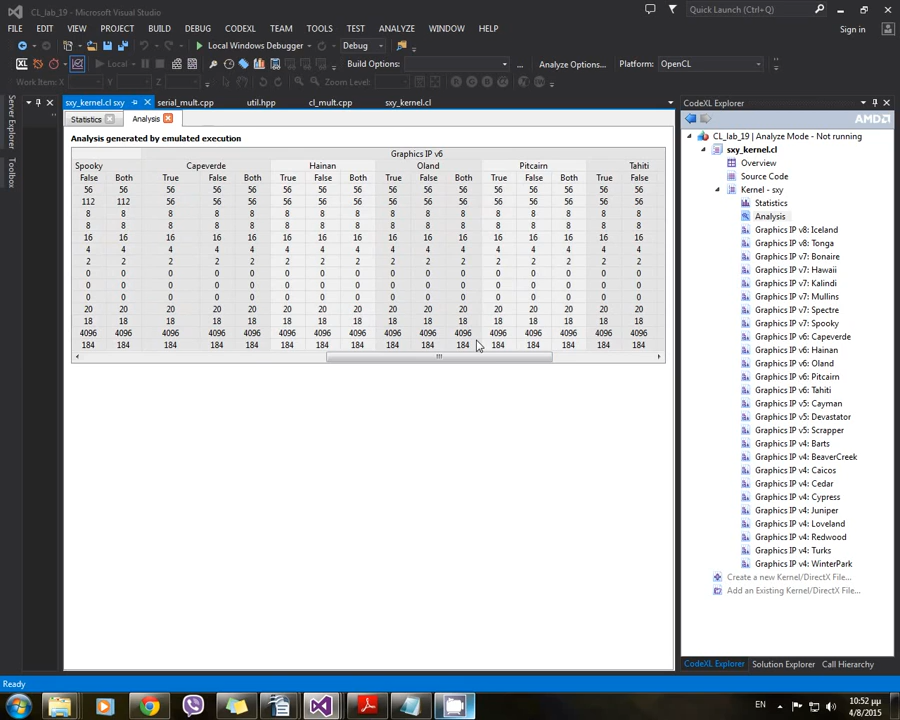 CL_lab_19 - Microsoft Visual Studio
Quick Launch (Ctrl+Q)
FILE EDIT VIEW PROJECT BUILD DEBUG CODEXL TEAM TOOLS TEST ANALYZE WINDOW HELP
Sign in
Local Windows Debugger Debug
XL Local Build Options: ... Analyze Options... Platform: OpenCL
Work Item: X: Y: Z: Zoom Level:
Server Explorer
Toolbox
sxy_kernel.cl sxy serial_mult.cpp util.hpp cl_mult.cpp sxy_kernel.cl
Statistics Analysis
Analysis generated by emulated execution
Graphics IP v6
Spooky Capeverde Hainan Oland Pitcairn Tahiti
False Both True False Both True False Both True False Both True False Both True False
56 56 56 56 56 56 56 56 56 56 56 56 56 56 56 56
112 112 56 56 56 56 56 56 56 56 56 56 56 56 56 56
8 8 8 8 8 8 8 8 8 8 8 8 8 8 8 8
8 8 8 8 8 8 8 8 8 8 8 8 8 8 8 8
16 16 16 16 16 16 16 16 16 16 16 16 16 16 16 16
4 4 4 4 4 4 4 4 4 4 4 4 4 4 4 4
2 2 2 2 2 2 2 2 2 2 2 2 2 2 2 2
0 0 0 0 0 0 0 0 0 0 0 0 0 0 0 0
0 0 0 0 0 0 0 0 0 0 0 0 0 0 0 0
0 0 0 0 0 0 0 0 0 0 0 0 0 0 0 0
20 20 20 20 20 20 20 20 20 20 20 20 20 20 20 20
18 18 18 18 18 18 18 18 18 18 18 18 18 18 18 18
4096 4096 4096 4096 4096 4096 4096 4096 4096 4096 4096 4096 4096 4096 4096 4096
184 184 184 184 184 184 184 184 184 184 184 184 184 184 184 184
CodeXL Explorer
AMD
CL_lab_19 | Analyze Mode - Not running
sxy_kernel.cl
Overview
Source Code
Kernel - sxy
Statistics
Analysis
Graphics IP v8: Iceland
Graphics IP v8: Tonga
Graphics IP v7: Bonaire
Graphics IP v7: Hawaii
Graphics IP v7: Kalindi
Graphics IP v7: Mullins
Graphics IP v7: Spectre
Graphics IP v7: Spooky
Graphics IP v6: Capeverde
Graphics IP v6: Hainan
Graphics IP v6: Oland
Graphics IP v6: Pitcairn
Graphics IP v6: Tahiti
Graphics IP v5: Cayman
Graphics IP v5: Devastator
Graphics IP v5: Scrapper
Graphics IP v4: Barts
Graphics IP v4: BeaverCreek
Graphics IP v4: Caicos
Graphics IP v4: Cedar
Graphics IP v4: Cypress
Graphics IP v4: Juniper
Graphics IP v4: Loveland
Graphics IP v4: Redwood
Graphics IP v4: Turks
Graphics IP v4: WinterPark
Create a new Kernel/DirectX File...
Add an Existing Kernel/DirectX File...
CodeXL Explorer Solution Explorer Call Hierarchy
Ready
EN
10:52 μμ
4/8/2015